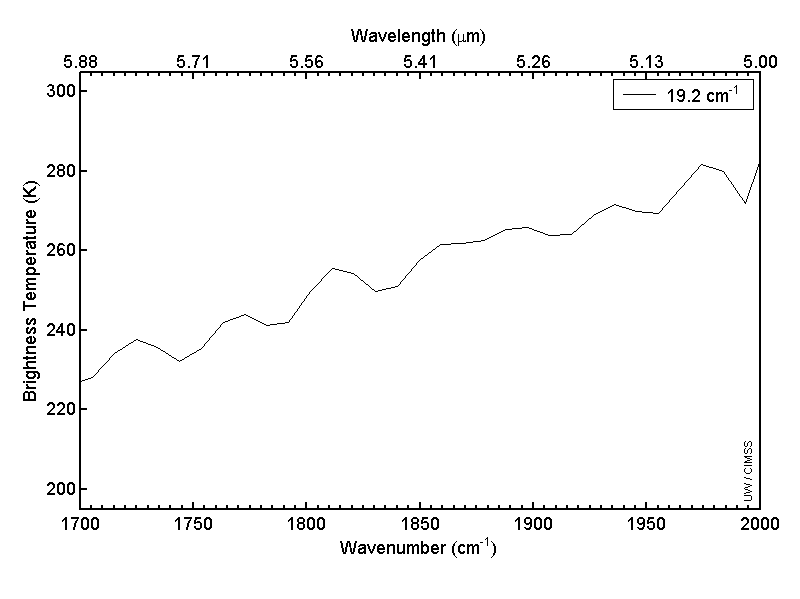 Wavelength (μm)
5.88 5.71 5.56 5.41 5.26 5.13 5.00
19.2 cm⁻¹
300
280
260
240
220
200
Brightness Temperature (K)
UW / CIMSS
1700 1750 1800 1850 1900 1950 2000
Wavenumber (cm⁻¹)